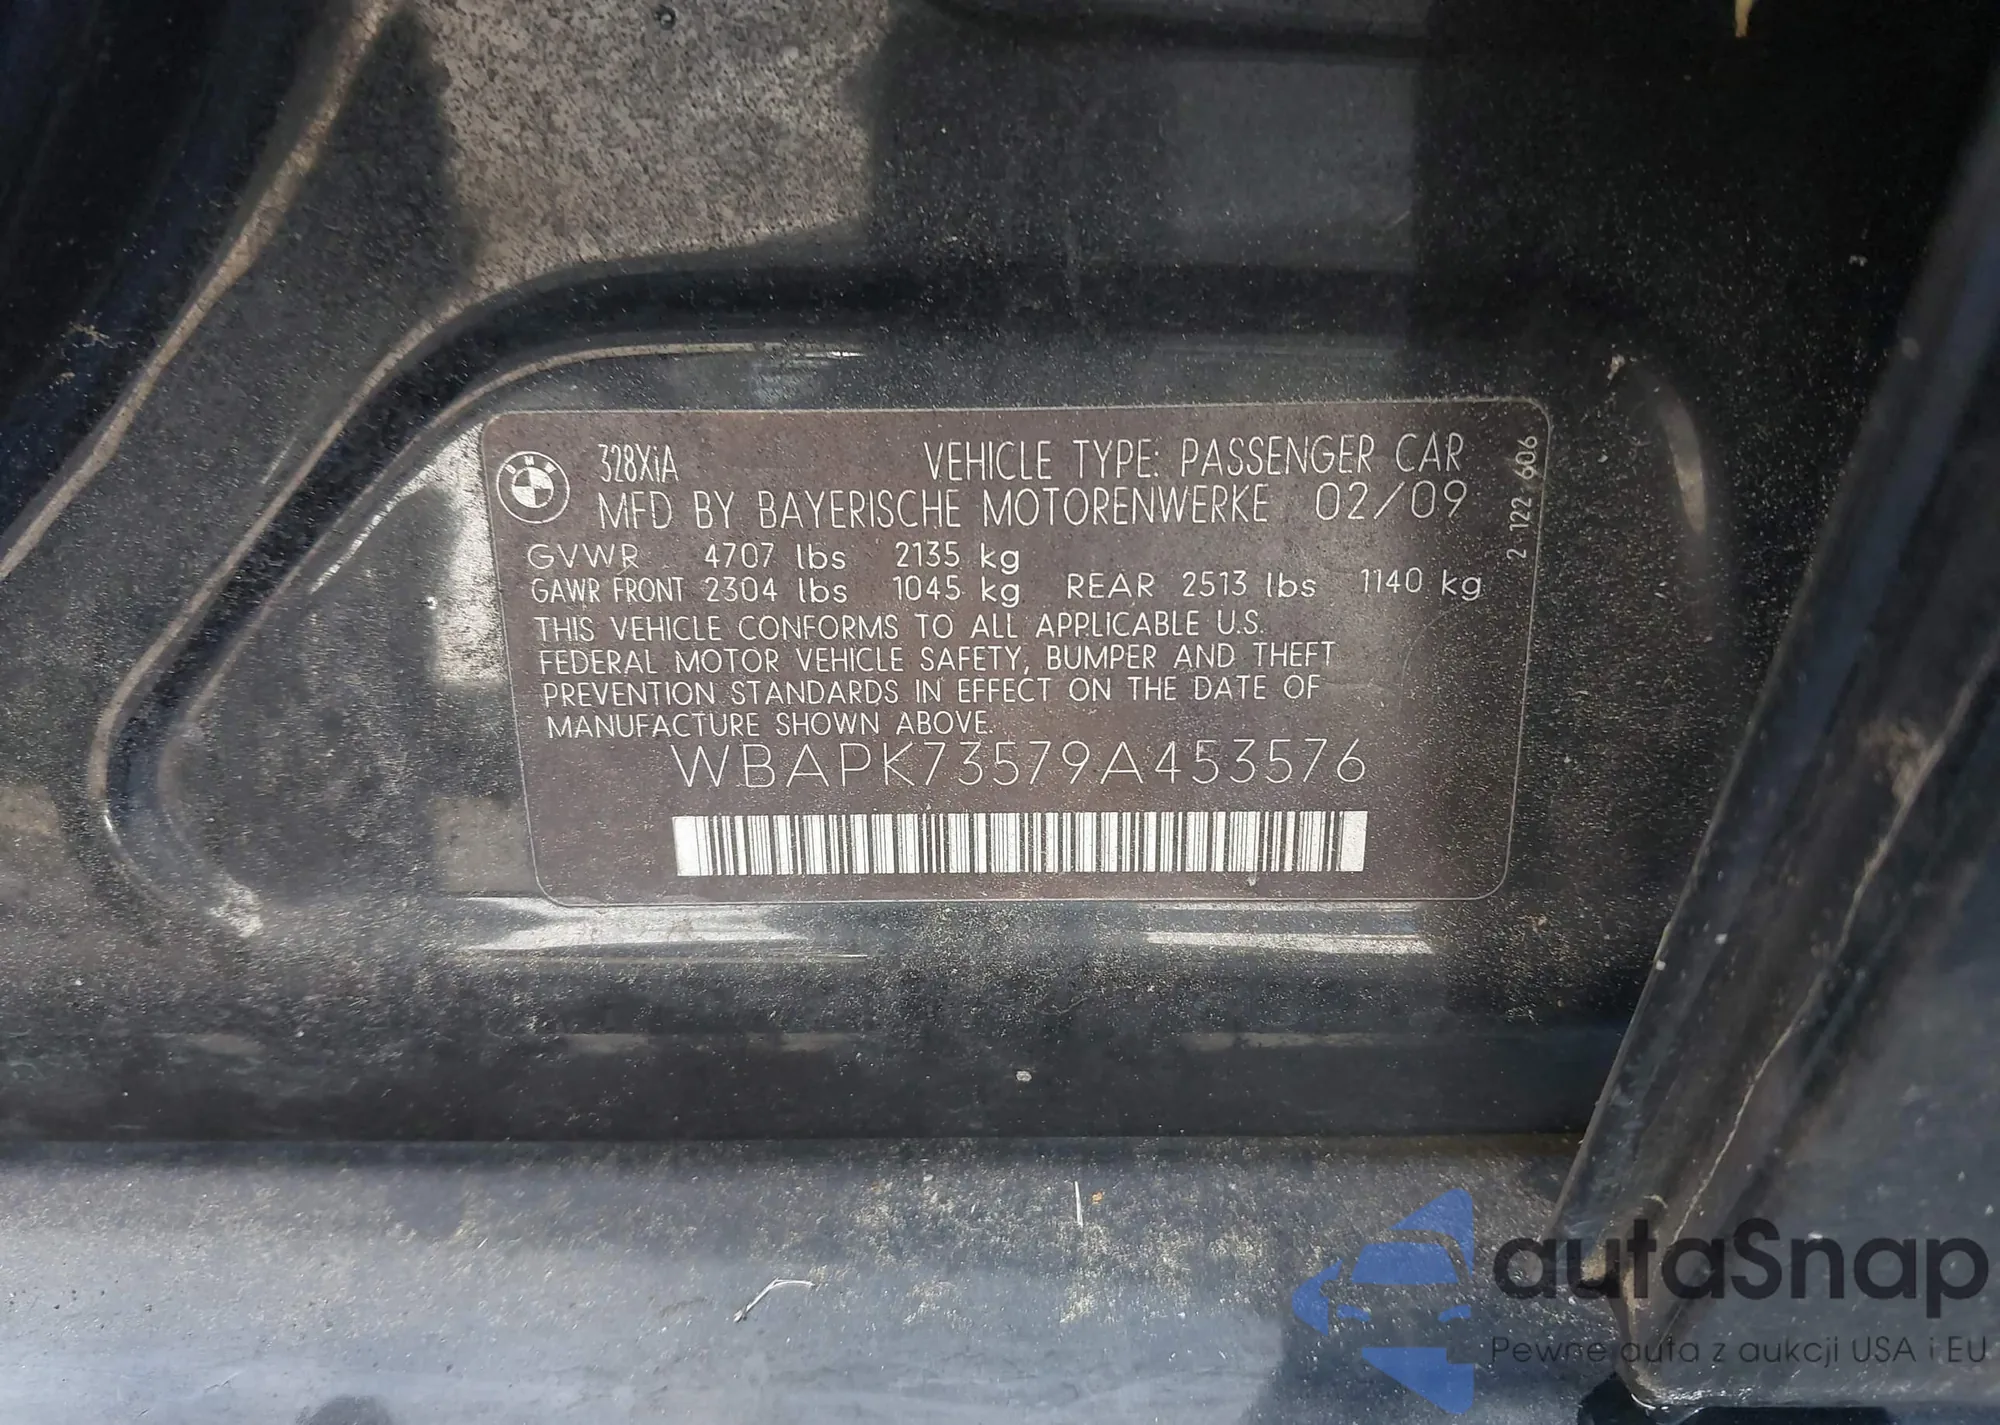 BMW
328XiA VEHICLE TYPE: PASSENGER CAR
MFD BY BAYERISCHE MOTORENWERKE 02/09
GVWR 4707 lbs 2135 kg
GAWR FRONT 2304 lbs 1045 kg REAR 2513 lbs 1140 kg
THIS VEHICLE CONFORMS TO ALL APPLICABLE U.S.
FEDERAL MOTOR VEHICLE SAFETY, BUMPER AND THEFT
PREVENTION STANDARDS IN EFFECT ON THE DATE OF
MANUFACTURE SHOWN ABOVE.
WBAPK73579A453576
2 122 606
autaSnap
Pewne auta z aukcji USA i EU